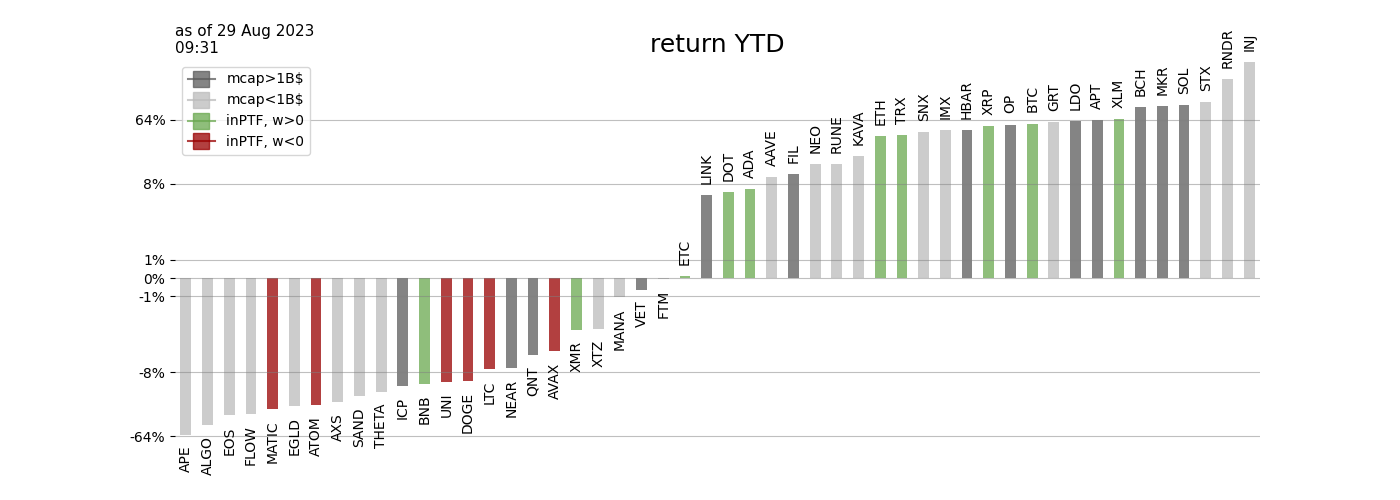 as of 29 Aug 2023
09:31
return YTD
mcap>1B$
mcap<1B$
inPTF, w>0
inPTF, w<0
64%
8%
1%
0%
-1%
-8%
-64%
APE
ALGO
EOS
FLOW
MATIC
EGLD
ATOM
AXS
SAND
THETA
ICP
BNB
UNI
DOGE
LTC
NEAR
QNT
AVAX
XMR
XTZ
MANA
VET
FTM
ETC
LINK
DOT
ADA
AAVE
FIL
NEO
RUNE
KAVA
ETH
TRX
SNX
IMX
HBAR
XRP
OP
BTC
GRT
LDO
APT
XLM
BCH
MKR
SOL
STX
RNDR
INJ